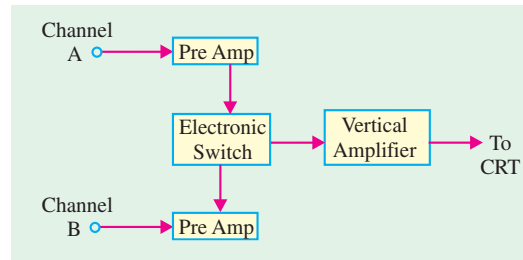 Channel
A
Pre Amp
Electronic
Switch
Vertical
Amplifier
To
CRT
Channel
B
Pre Amp